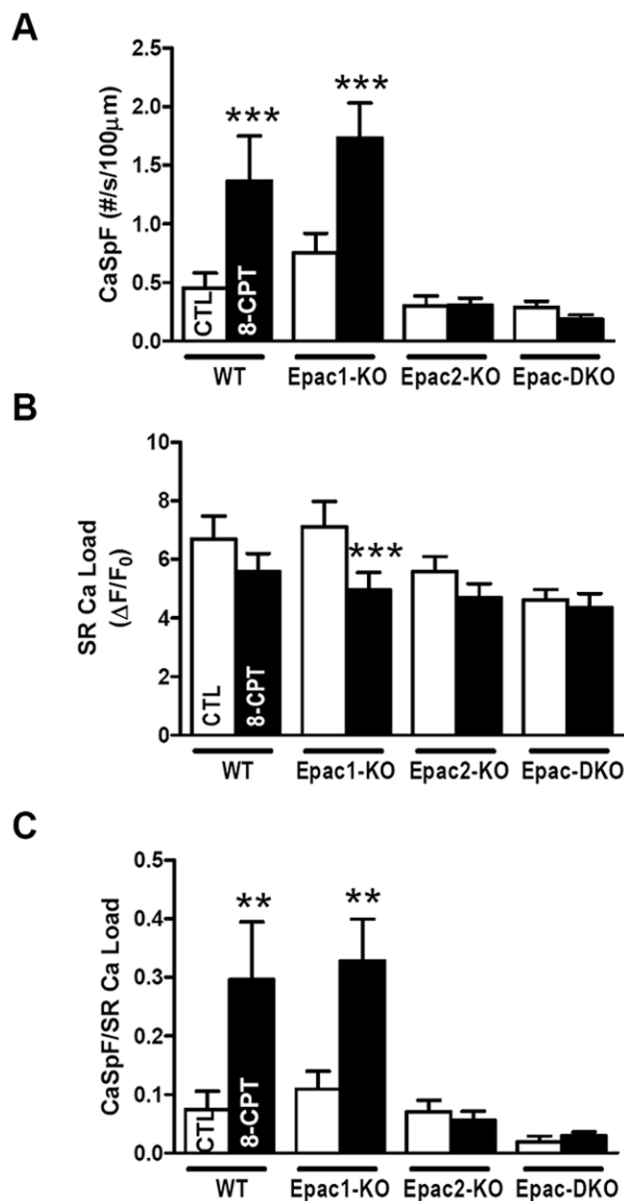 A
CaSpF (#/s/100μm)
2.5
2.0
1.5
1.0
0.5
0.0
***
***
CTL
8-CPT
WT
Epac1-KO
Epac2-KO
Epac-DKO
B
SR Ca Load
(ΔF/F0)
10
8
6
4
2
0
***
CTL
8-CPT
WT
Epac1-KO
Epac2-KO
Epac-DKO
C
CaSpF/SR Ca Load
0.5
0.4
0.3
0.2
0.1
0.0
**
**
CTL
8-CPT
WT
Epac1-KO
Epac2-KO
Epac-DKO